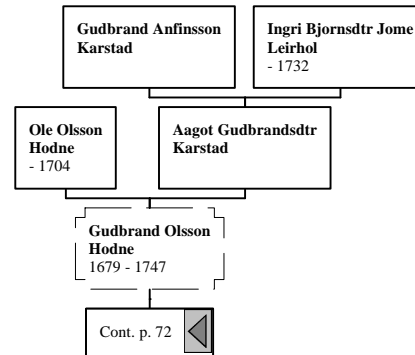 Gudbrand Anfinsson
Karstad
Ingri Bjornsdtr Jome
Leirhol
- 1732
Ole Olsson
Hodne
- 1704
Aagot Gudbrandsdtr
Karstad
Gudbrand Olsson
Hodne
1679 - 1747
Cont. p. 72